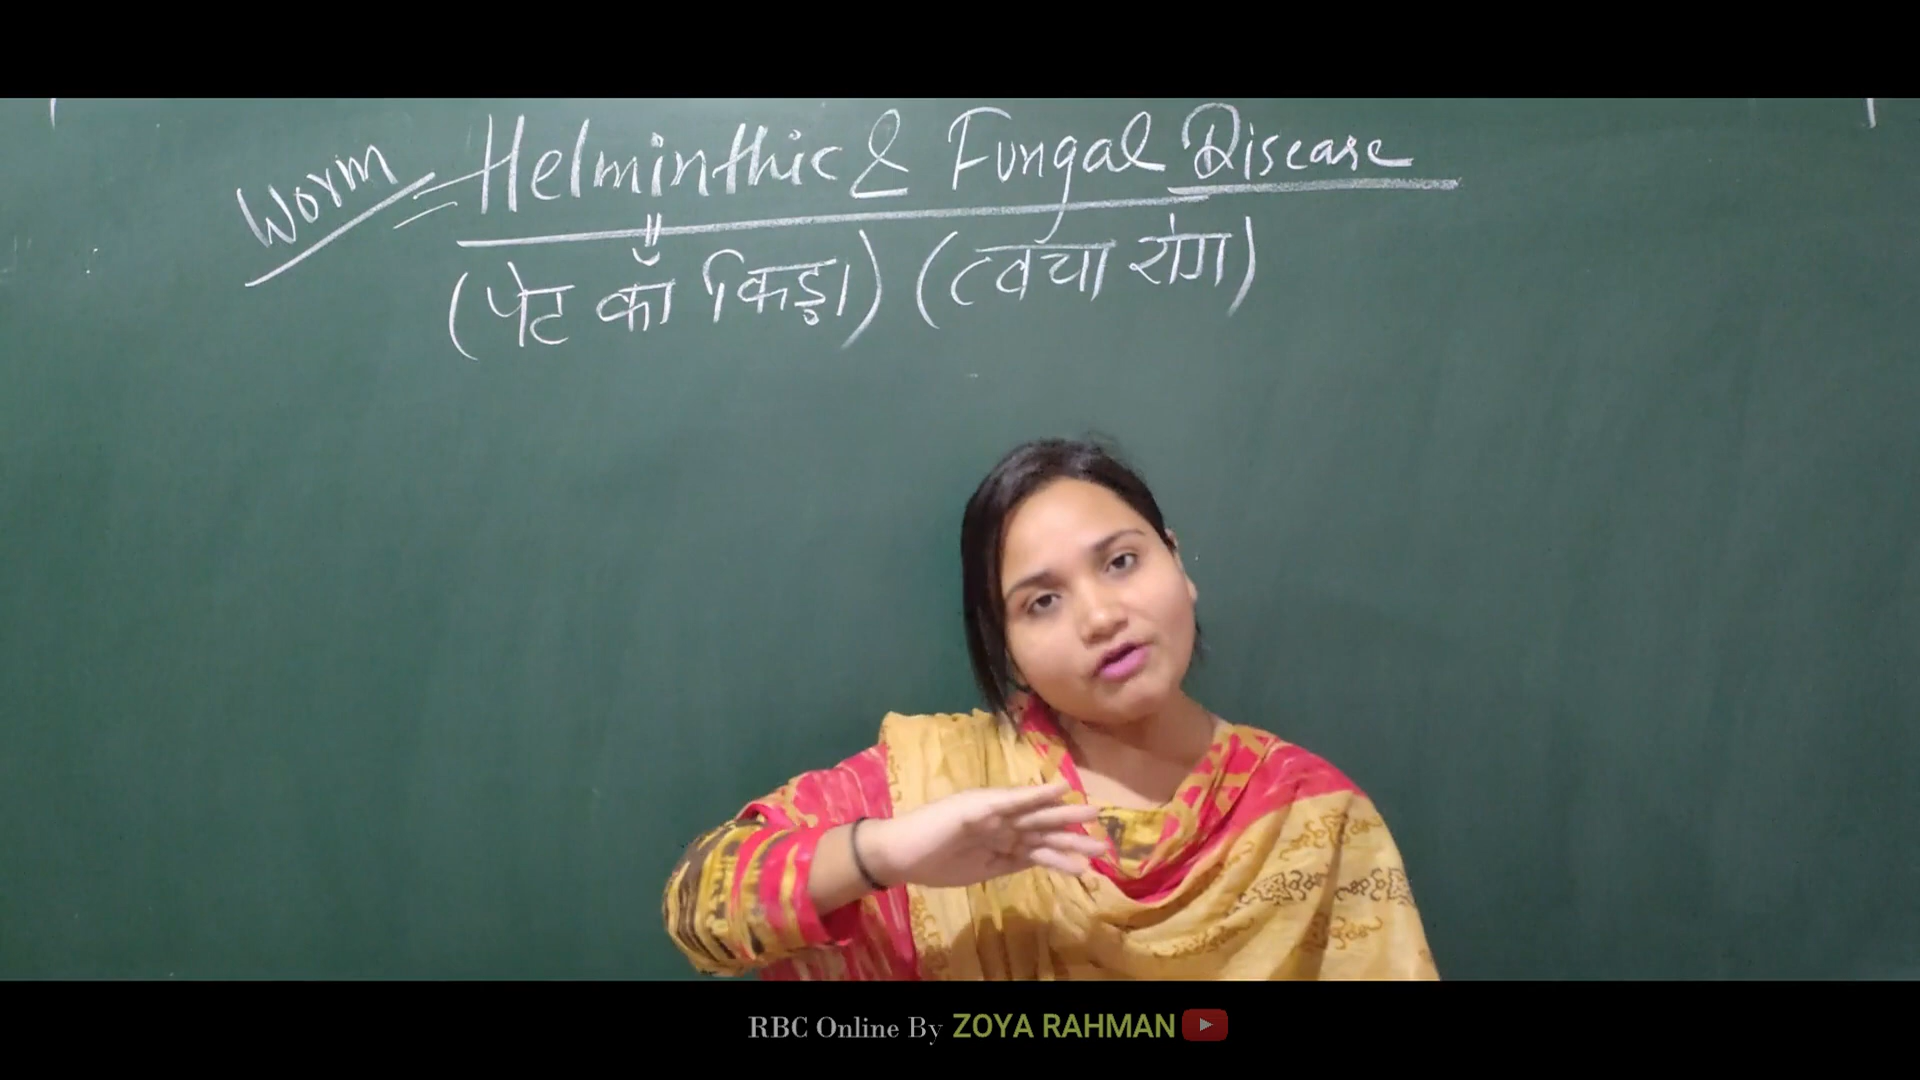 Worm = Helminthic & Fungal Disease
(पेट का किड़ा) (त्वचा रोग)
RBC Online By ZOYA RAHMAN